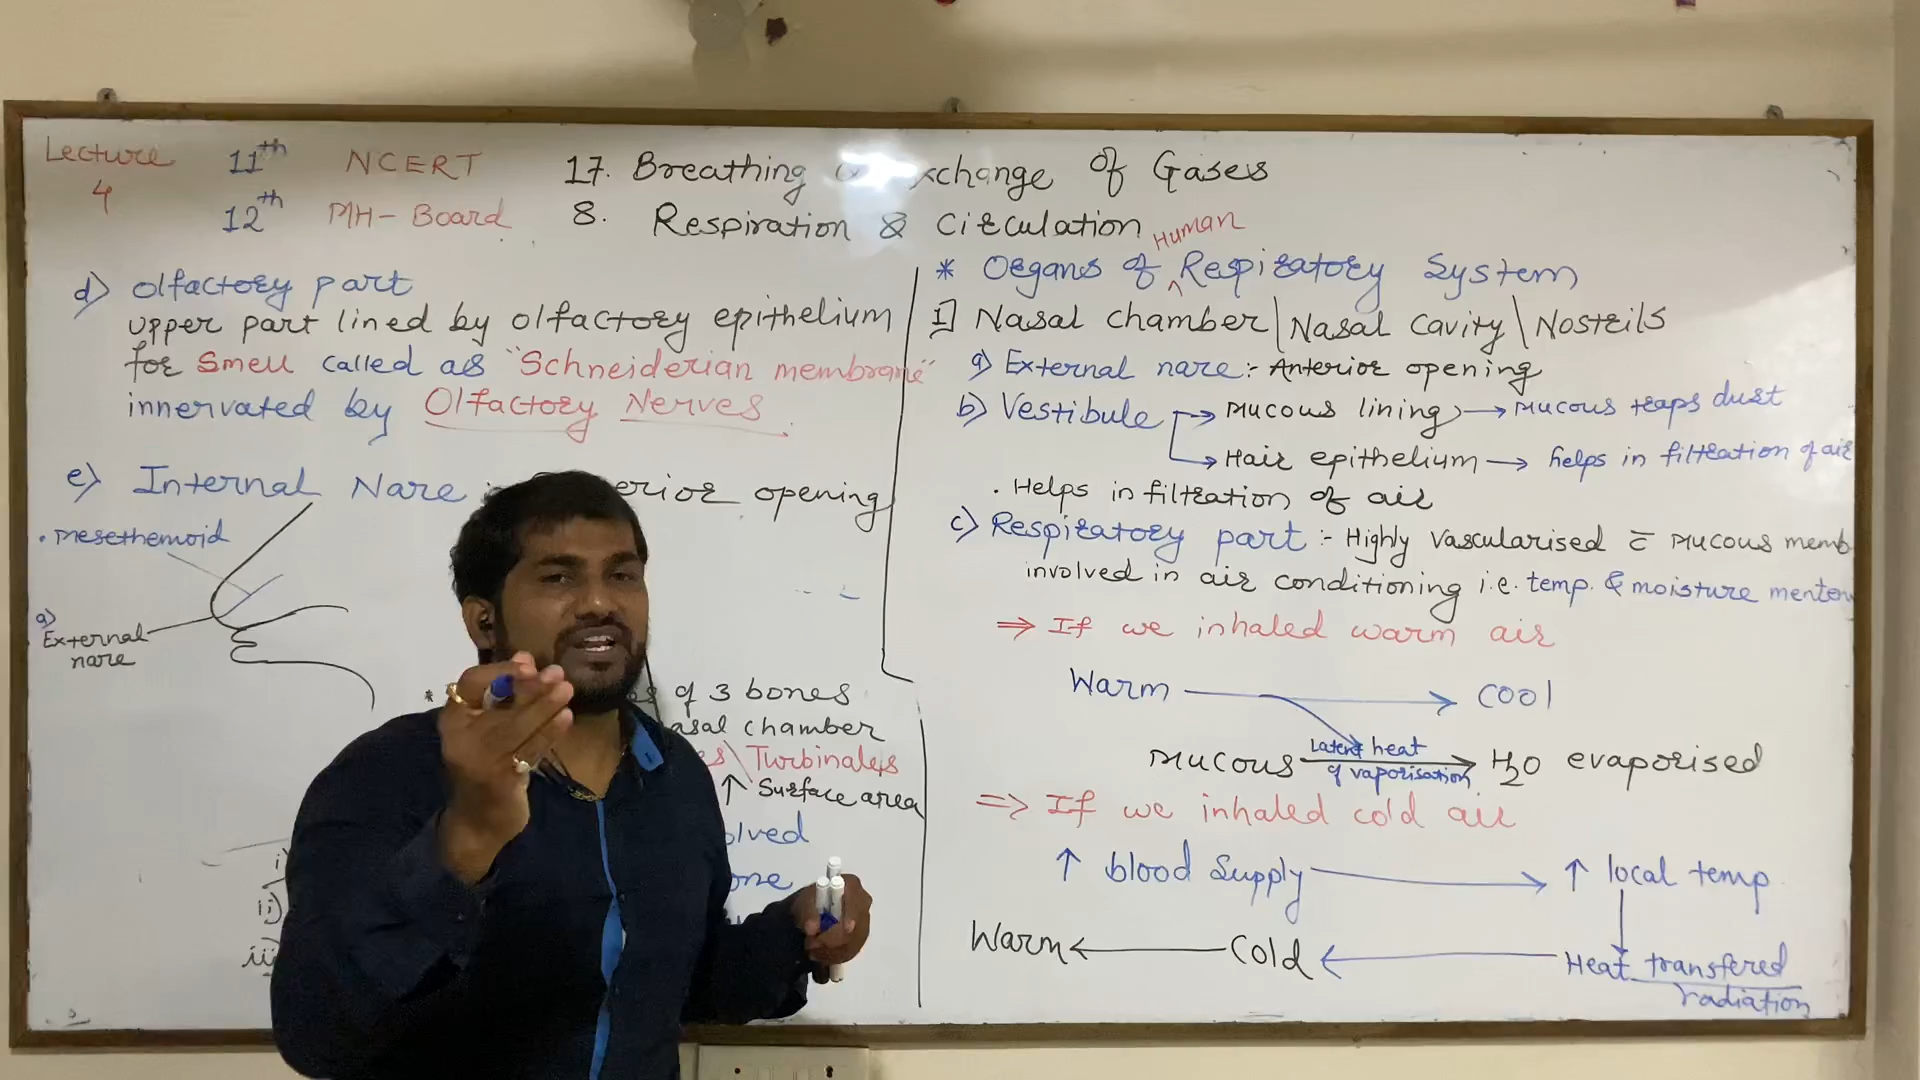 Lecture 4
11th NCERT 17. Breathing & Exchange of Gases
12th MH-Board 8. Respiration & Circulation
d) Olfactory part
upper part lined by olfactory epithelium
for Smell called as "Schneiderian membrane"
innervated by Olfactory Nerves
e) Internal Nare opening
. Mesethemoid
a) External nare
*
of 3 bones
nasal chamber
Turbinales
↑ Surface area
i)
ii)
iii)
* Organs of Human Respiratory System
I] Nasal chamber | Nasal Cavity \ Nostrils
a) External nare :- Anterior opening
b) Vestibule → Mucous lining → Mucous traps dust
→ Hair epithelium → helps in filtration of air
. Helps in filtration of air
c) Respiratory part :- Highly vascularised c̄ Mucous memb
involved in air conditioning i.e. temp. & moisture menten
⇒ If we inhaled warm air
Warm → Cool
Mucous Latent heat of vaporisation → H2O evaporised
⇒ If we inhaled cold air
↑ blood Supply → ↑ local temp.
Warm ← Cold ← Heat transfered
radiation